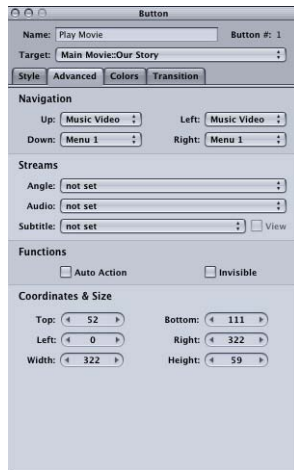 Button
Name: Play Movie Button #: 1
Target: Main Movie::Our Story
Style Advanced Colors Transition
Navigation
Up: Music Video Left: Music Video
Down: Menu 1 Right: Menu 1
Streams
Angle: not set
Audio: not set
Subtitle: not set View
Functions
Auto Action Invisible
Coordinates & Size
Top: 52 Bottom: 111
Left: 0 Right: 322
Width: 322 Height: 59